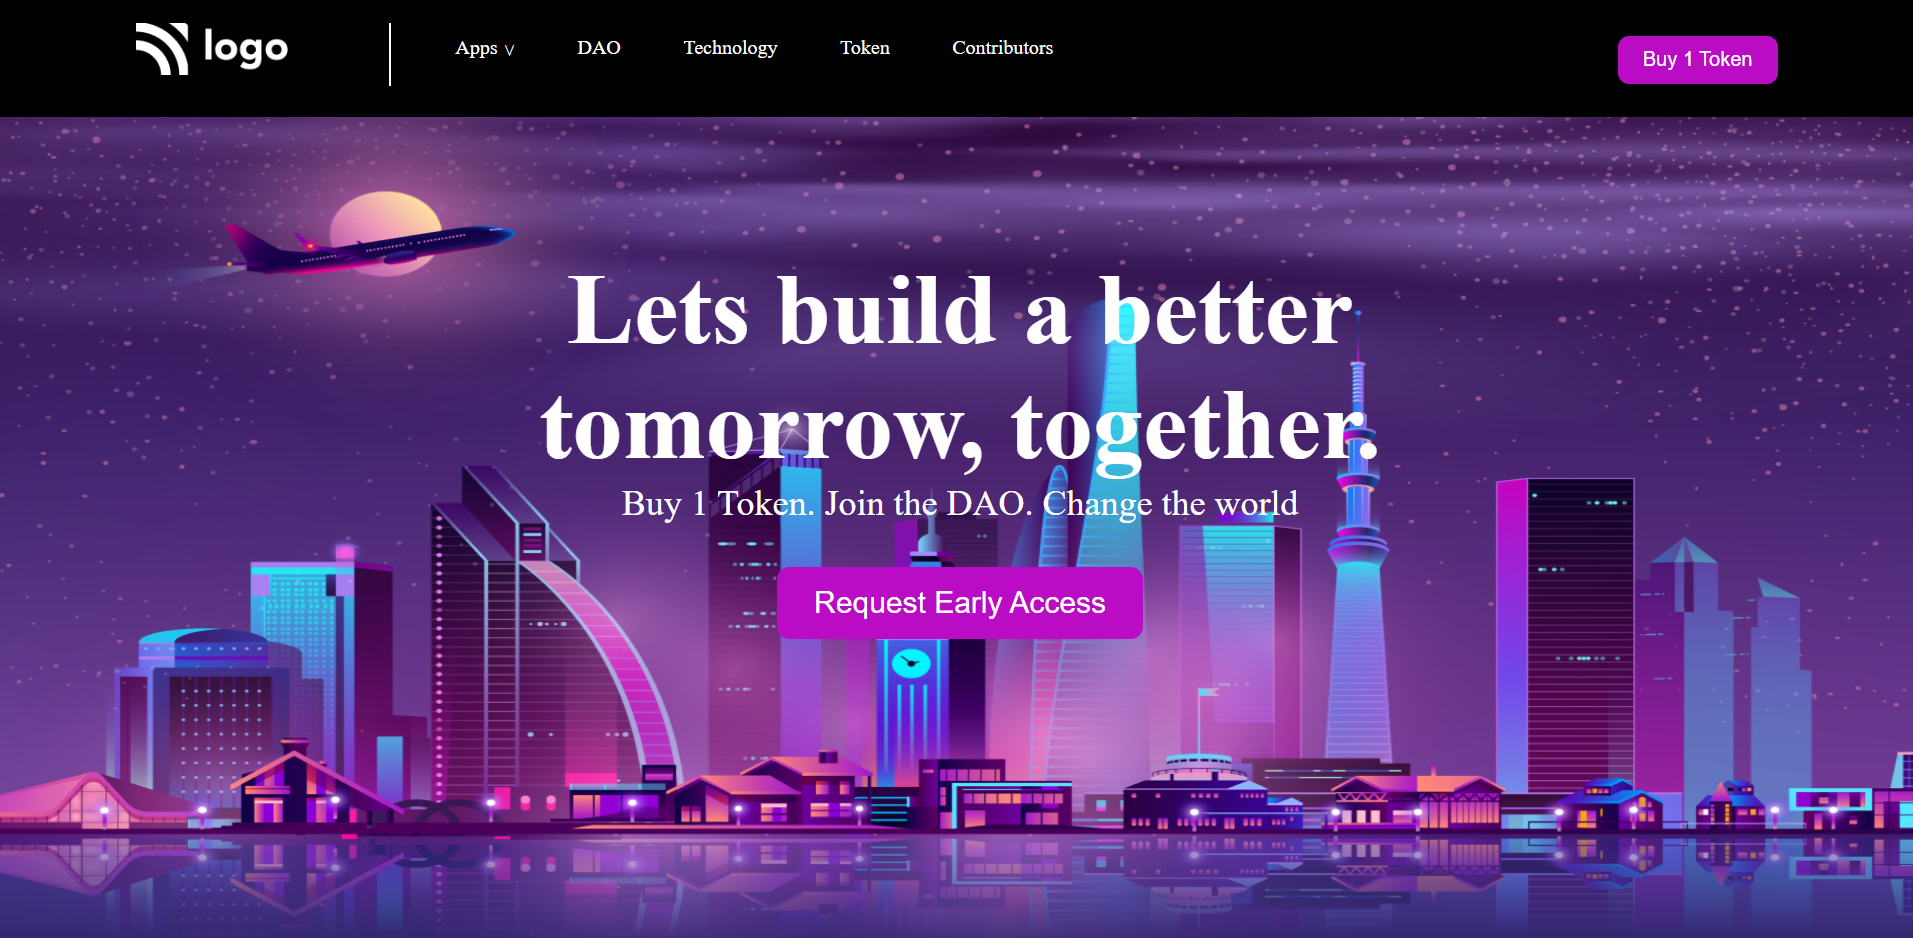 logo
Apps ∨
DAO
Technology
Token
Contributors
Buy 1 Token
Lets build a better
tomorrow, together.
Buy 1 Token. Join the DAO. Change the world
Request Early Access